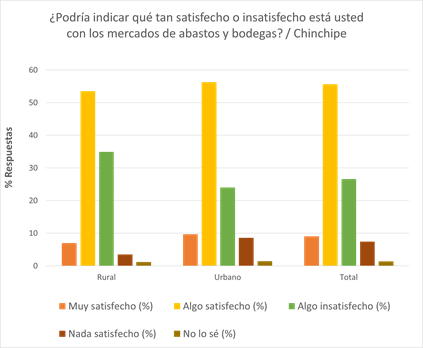 ¿Podría indicar qué tan satisfecho o insatisfecho está usted
con los mercados de abastos y bodegas? / Chinchipe
% Respuestas
60
50
40
30
20
10
0
Rural Urbano Total
Muy satisfecho (%) Algo satisfecho (%) Algo insatisfecho (%)
Nada satisfecho (%) No lo sé (%)